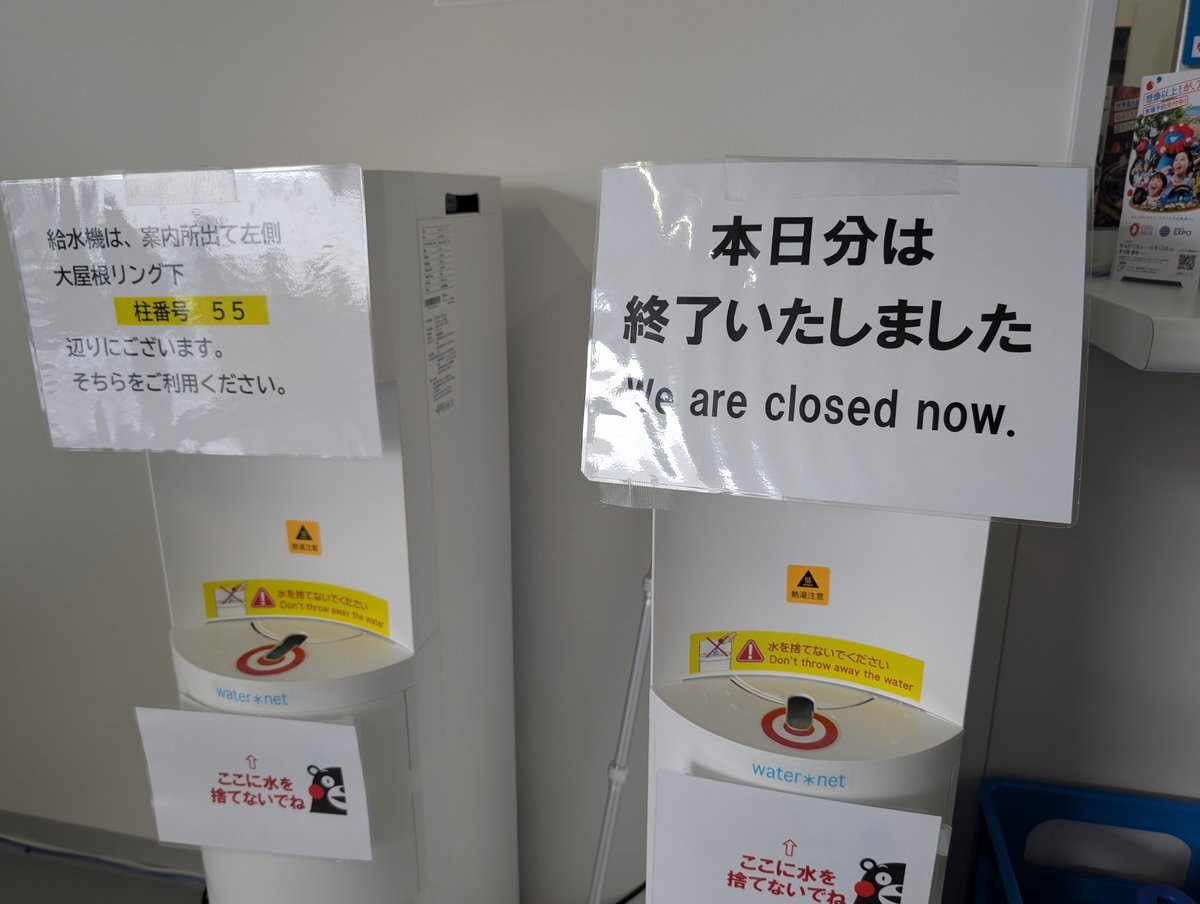 給水機は、案内所出て左側
大屋根リング下
柱番号 55
辺りにございます。
そちらをご利用ください。
本日分は
終了いたしました
We are closed now.
熱湯注意
水を捨てないでください
Don't throw away the water
water*net
ここに水を
捨てないでね
熱湯注意
水を捨てないでください
Don't throw away the water
water*net
ここに水を
捨てないでね
想像以上!が、
EXPO